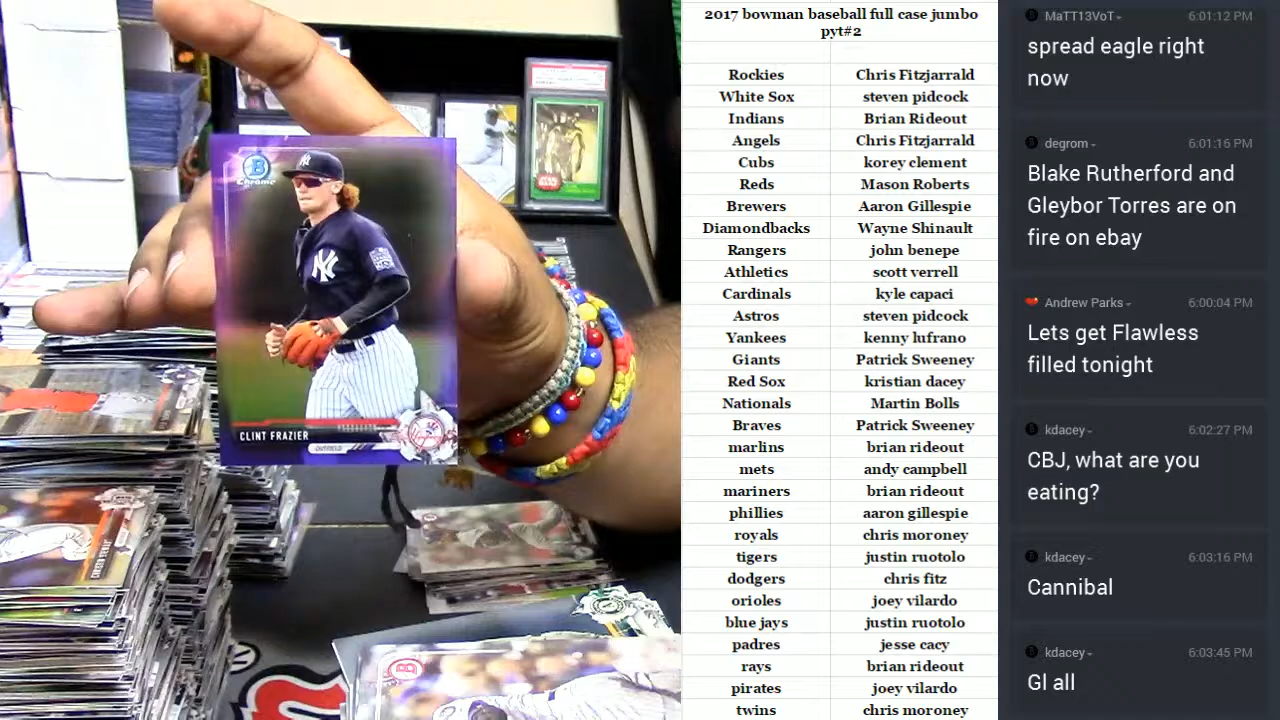 B
Chrome
CLINT FRAZIER
OUTFIELD
2017 bowman baseball full case jumbo
pyt#2
Rockies Chris Fitzjarrald
White Sox steven pidcock
Indians Brian Rideout
Angels Chris Fitzjarrald
Cubs korey clement
Reds Mason Roberts
Brewers Aaron Gillespie
Diamondbacks Wayne Shinault
Rangers john benepe
Athletics scott verrell
Cardinals kyle capaci
Astros steven pidcock
Yankees kenny lufrano
Giants Patrick Sweeney
Red Sox kristian dacey
Nationals Martin Bolls
Braves Patrick Sweeney
marlins brian rideout
mets andy campbell
mariners brian rideout
phillies aaron gillespie
royals chris moroney
tigers justin ruotolo
dodgers chris fitz
orioles joey vilardo
blue jays justin ruotolo
padres jesse cacy
rays brian rideout
pirates joey vilardo
twins chris moroney
MaTT13VoT 6:01:12 PM
spread eagle right
now
degrom 6:01:16 PM
Blake Rutherford and
Gleybor Torres are on
fire on ebay
Andrew Parks 6:00:04 PM
Lets get Flawless
filled tonight
kdacey 6:02:27 PM
CBJ, what are you
eating?
kdacey 6:03:16 PM
Cannibal
kdacey 6:03:45 PM
Gl all